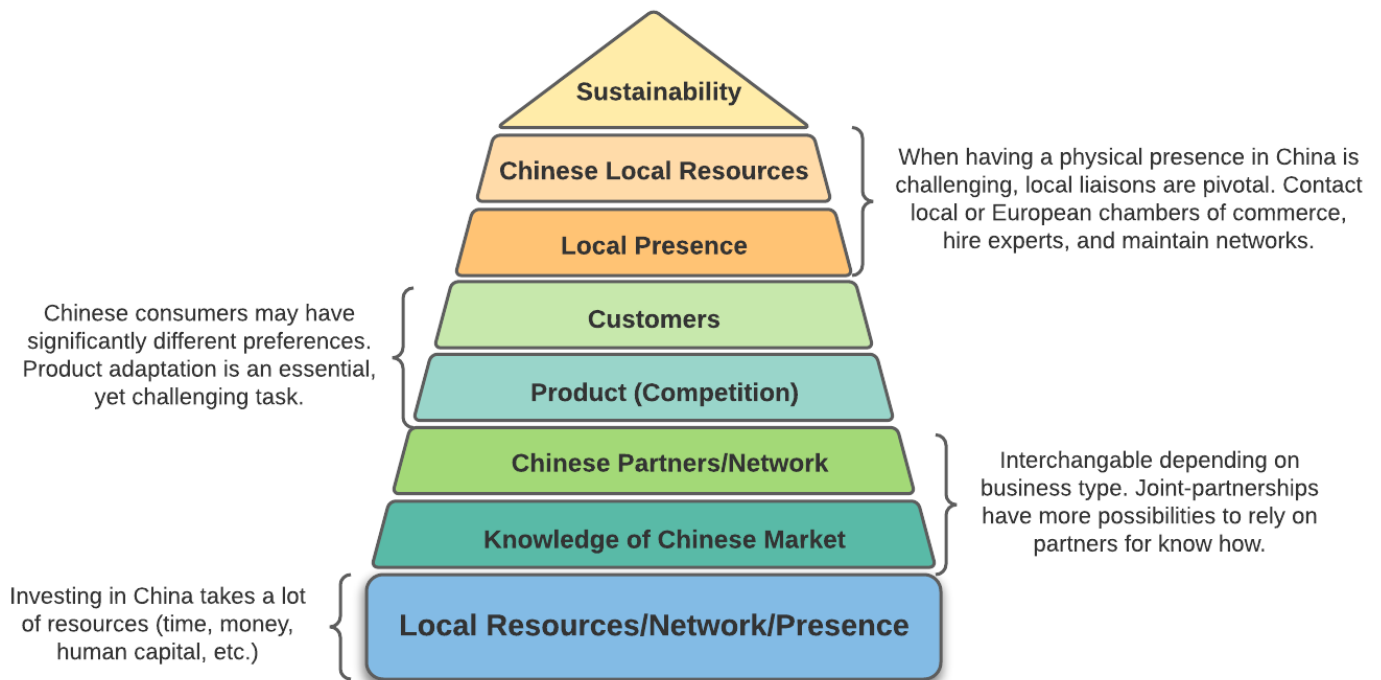 Sustainability
Chinese Local Resources
Local Presence
When having a physical presence in China is
challenging, local liaisons are pivotal. Contact
local or European chambers of commerce,
hire experts, and maintain networks.
Customers
Product (Competition)
Chinese consumers may have
significantly different preferences.
Product adaptation is an essential,
yet challenging task.
Chinese Partners/Network
Knowledge of Chinese Market
Interchangable depending on
business type. Joint-partnerships
have more possibilities to rely on
partners for know how.
Local Resources/Network/Presence
Investing in China takes a lot
of resources (time, money,
human capital, etc.)